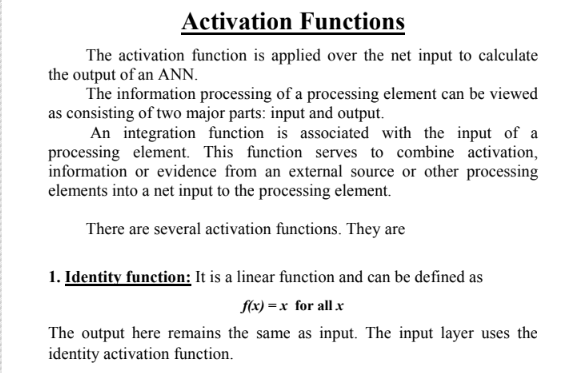 Activation Functions
The activation function is applied over the net input to calculate
the output of an ANN.
The information processing of a processing element can be viewed
as consisting of two major parts: input and output.
An integration function is associated with the input of a
processing element. This function serves to combine activation,
information or evidence from an external source or other processing
elements into a net input to the processing element.
There are several activation functions. They are
1. Identity function: It is a linear function and can be defined as
f(x) = x for all x
The output here remains the same as input. The input layer uses the
identity activation function.